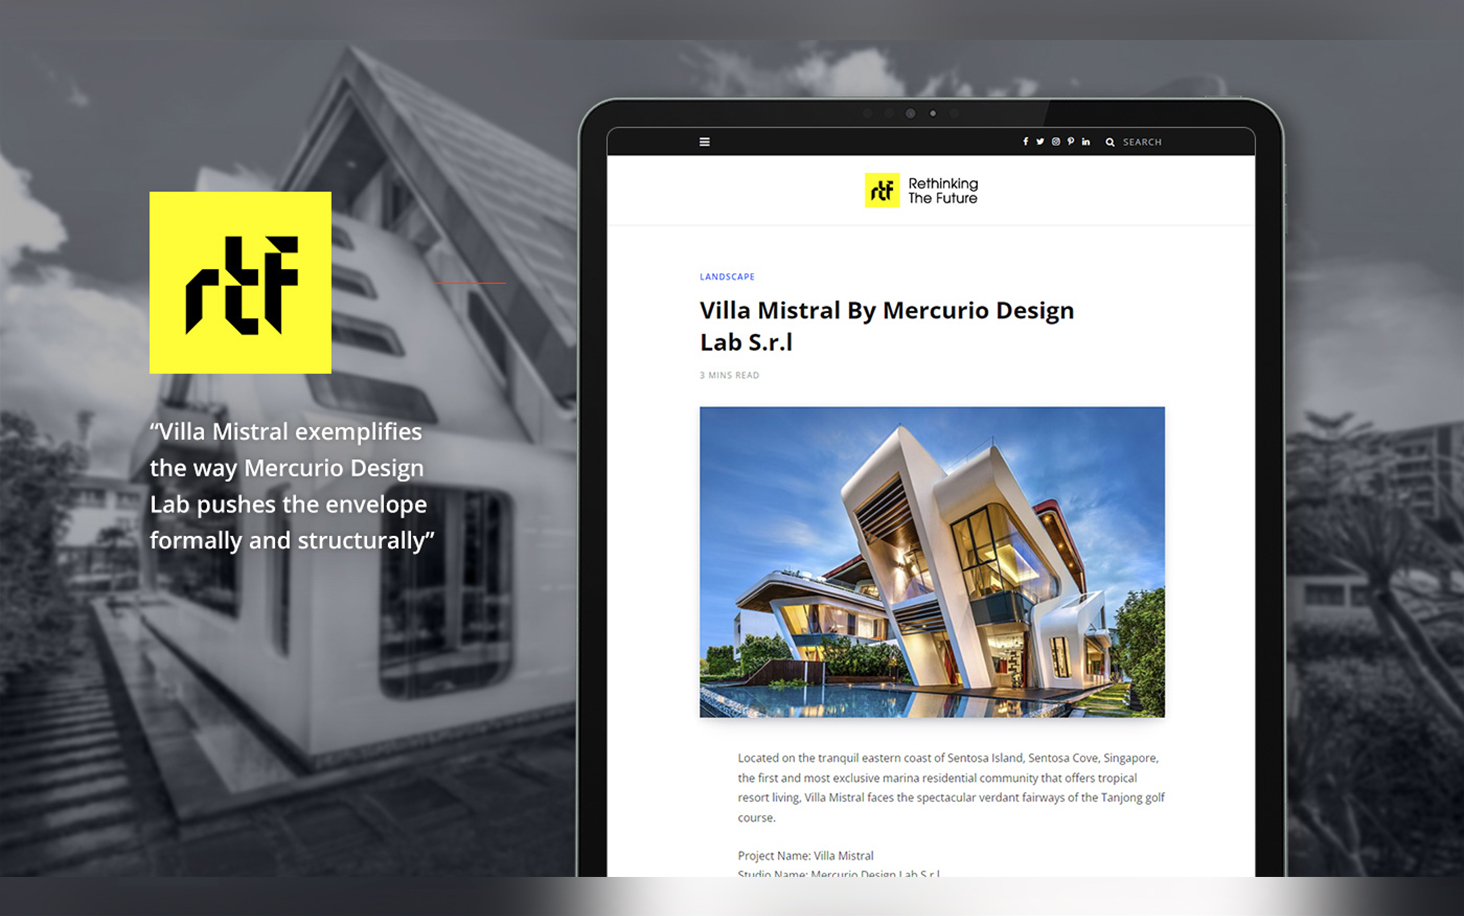 rtf
“Villa Mistral exemplifies
the way Mercurio Design
Lab pushes the envelope
formally and structurally”
SEARCH
rtf
Rethinking
The Future
LANDSCAPE
Villa Mistral By Mercurio Design
Lab S.r.l
3 MINS READ
Located on the tranquil eastern coast of Sentosa Island, Sentosa Cove, Singapore,
the first and most exclusive marina residential community that offers tropical
resort living, Villa Mistral faces the spectacular verdant fairways of the Tanjong golf
course.
Project Name: Villa Mistral
Studio Name: Mercurio Design Lab S.r.l